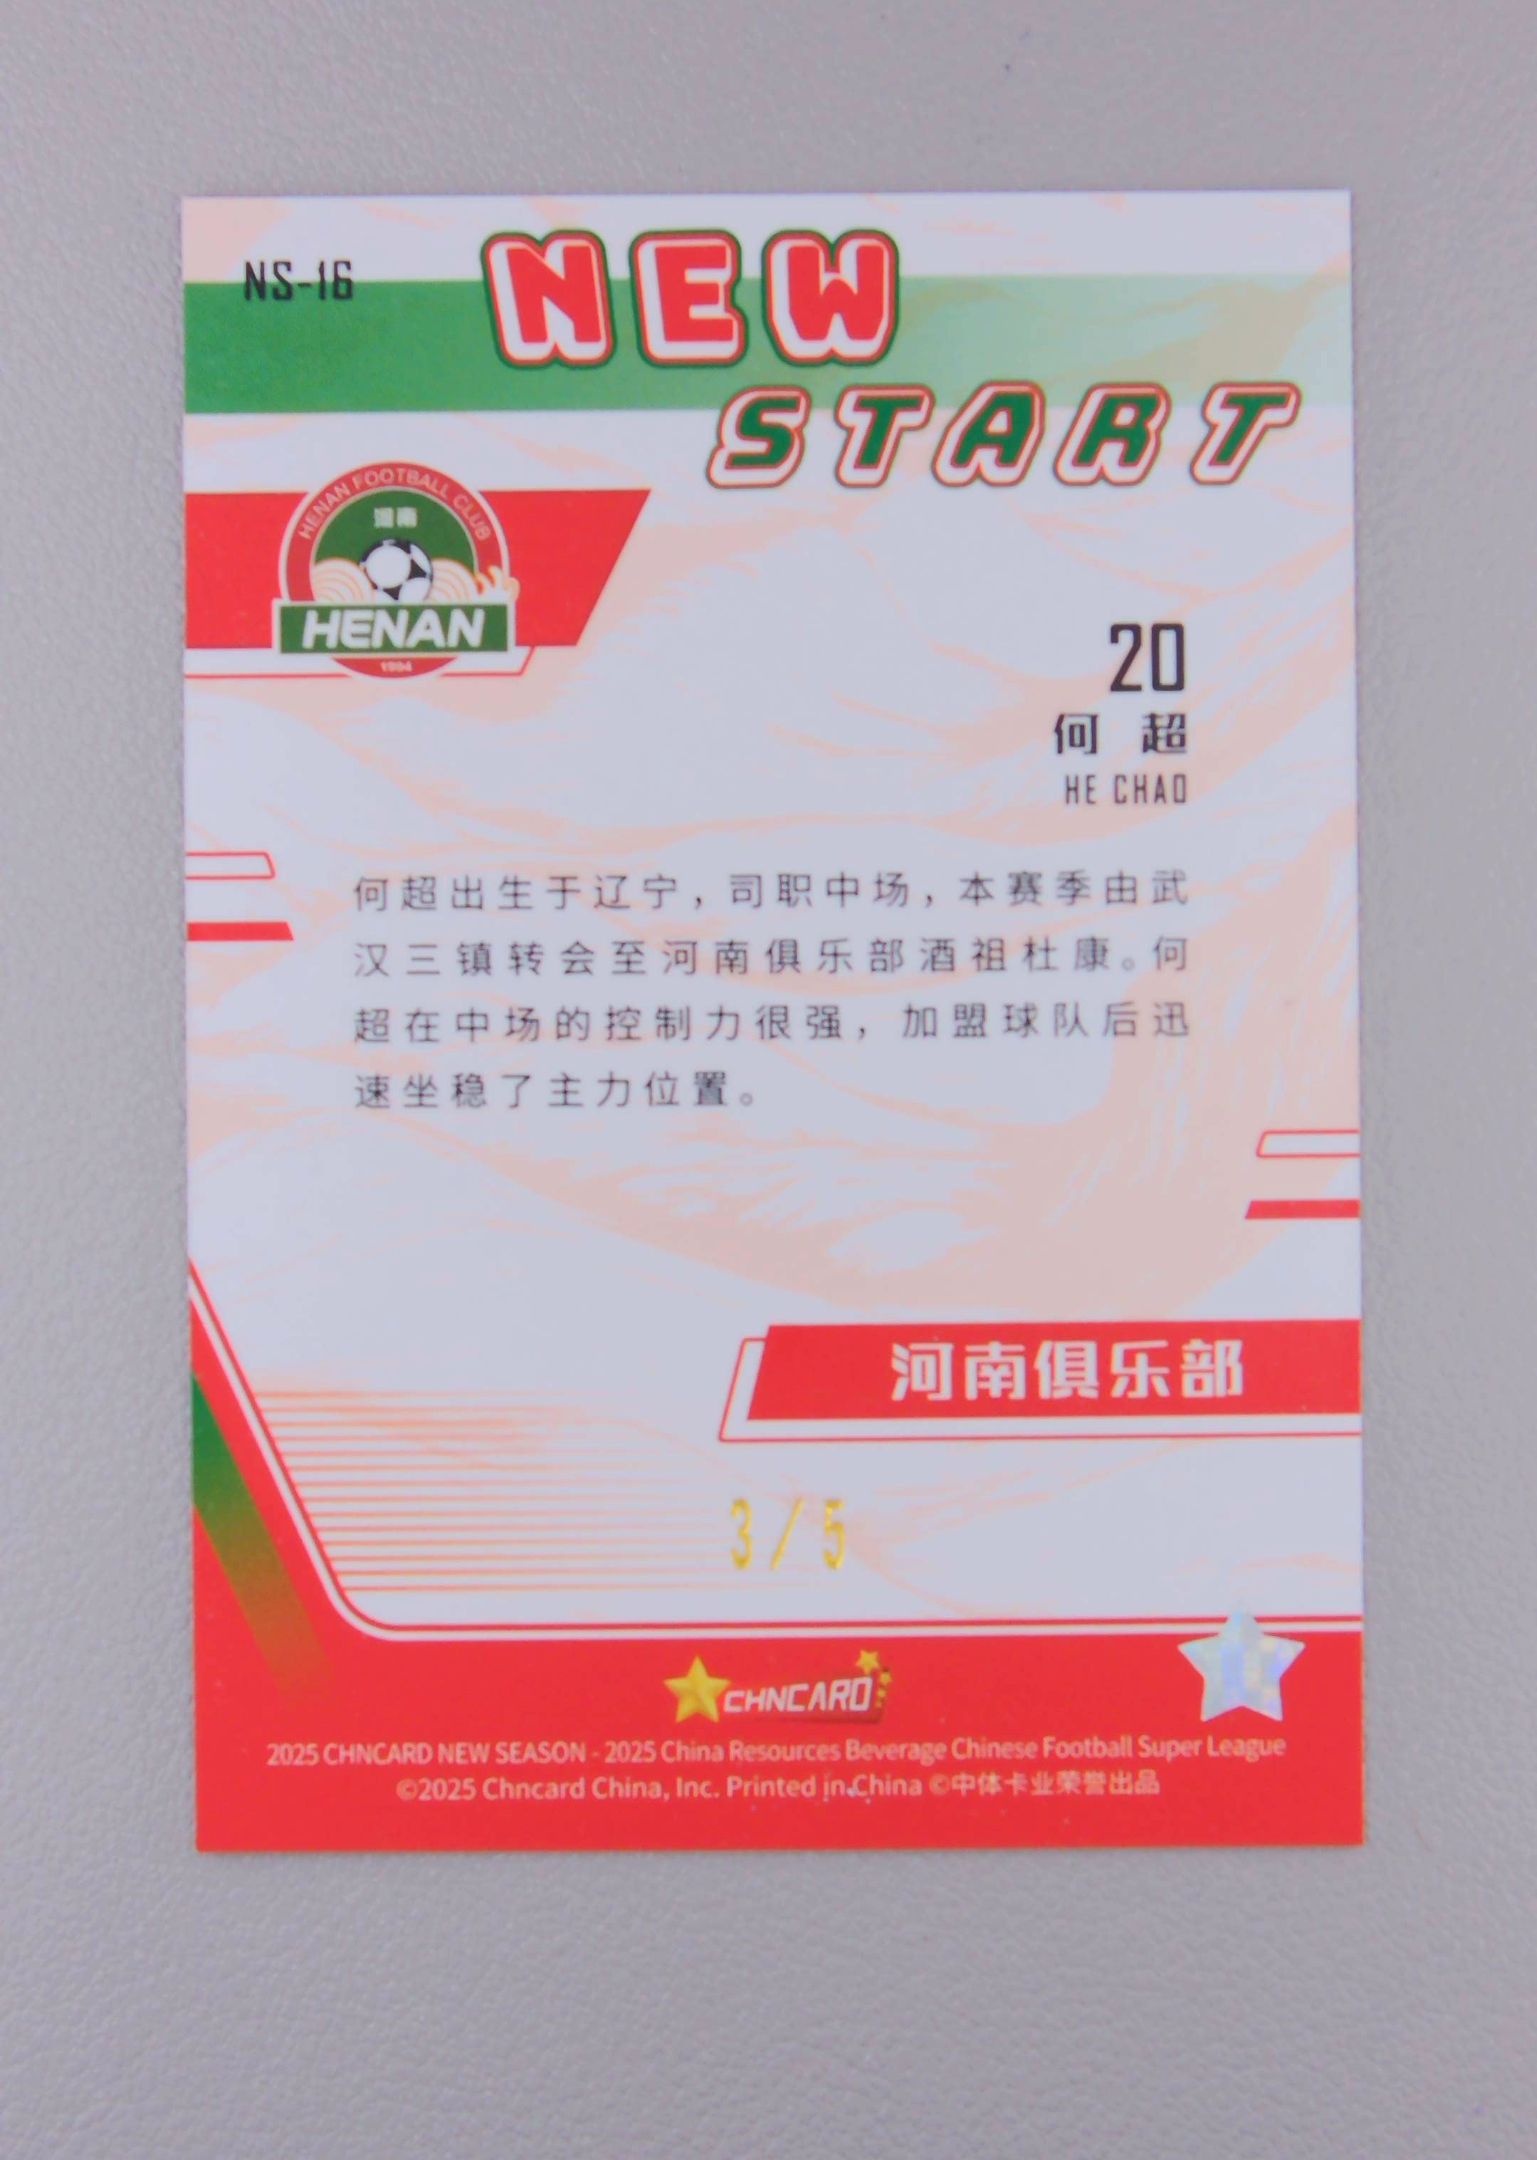 NS-16
NEW
START
HENAN FOOTBALL CLUB
河南
HENAN
1994
20
何 超
HE CHAO
何超出生于辽宁，司职中场，本赛季由武
汉三镇转会至河南俱乐部酒祖杜康。何
超在中场的控制力很强，加盟球队后迅
速坐稳了主力位置。
河南俱乐部
3/5
CHNCARD
2025 CHNCARD NEW SEASON - 2025 China Resources Beverage Chinese Football Super League
©2025 Chncard China, Inc. Printed in China ©中体卡业荣誉出品